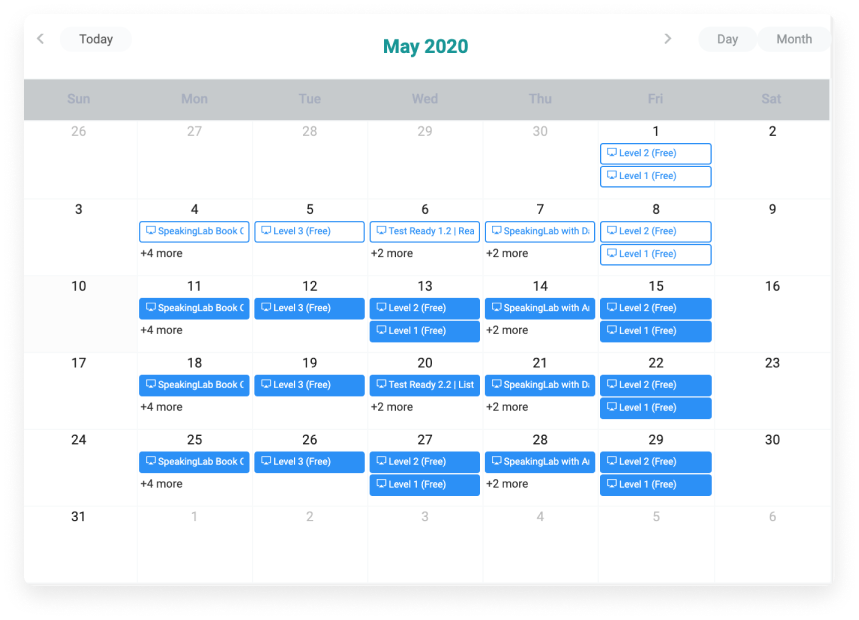 Today May 2020 Day Month
Sun Mon Tue Wed Thu Fri Sat
26 27 28 29 30 1 2
Level 2 (Free)
Level 1 (Free)
3 4 5 6 7 8 9
SpeakingLab Book Level 3 (Free) Test Ready 1.2 | Rea SpeakingLab with Level 2 (Free)
+4 more +2 more +2 more Level 1 (Free)
10 11 12 13 14 15 16
SpeakingLab Book Level 3 (Free) Level 2 (Free) SpeakingLab with Level 2 (Free)
+4 more Level 1 (Free) +2 more Level 1 (Free)
17 18 19 20 21 22 23
SpeakingLab Book Level 3 (Free) Test Ready 2.2 | List SpeakingLab with Level 2 (Free)
+4 more +2 more +2 more Level 1 (Free)
24 25 26 27 28 29 30
SpeakingLab Book Level 3 (Free) Level 2 (Free) SpeakingLab with Level 2 (Free)
+4 more Level 1 (Free) +2 more Level 1 (Free)
31 1 2 3 4 5 6